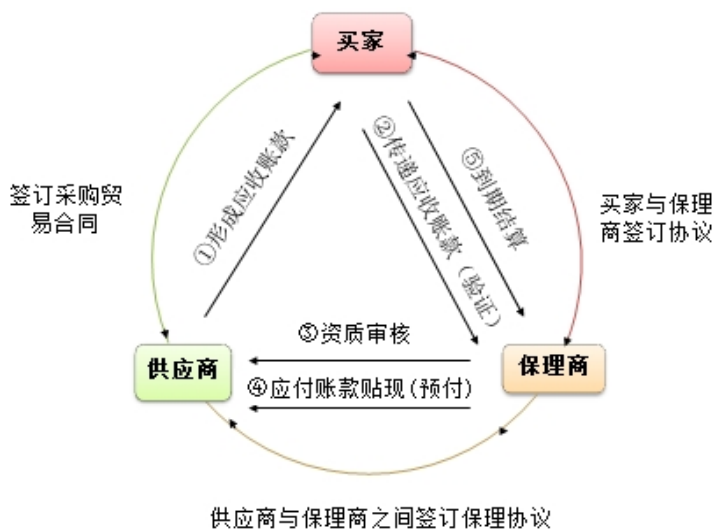 买家
①形成应收账款
②传递应收账款（验证）
⑤到期结算
签订采购贸
易合同
买家与保理
商签订协议
③资质审核
供应商
保理商
④应付账款贴现(预付)
供应商与保理商之间签订保理协议